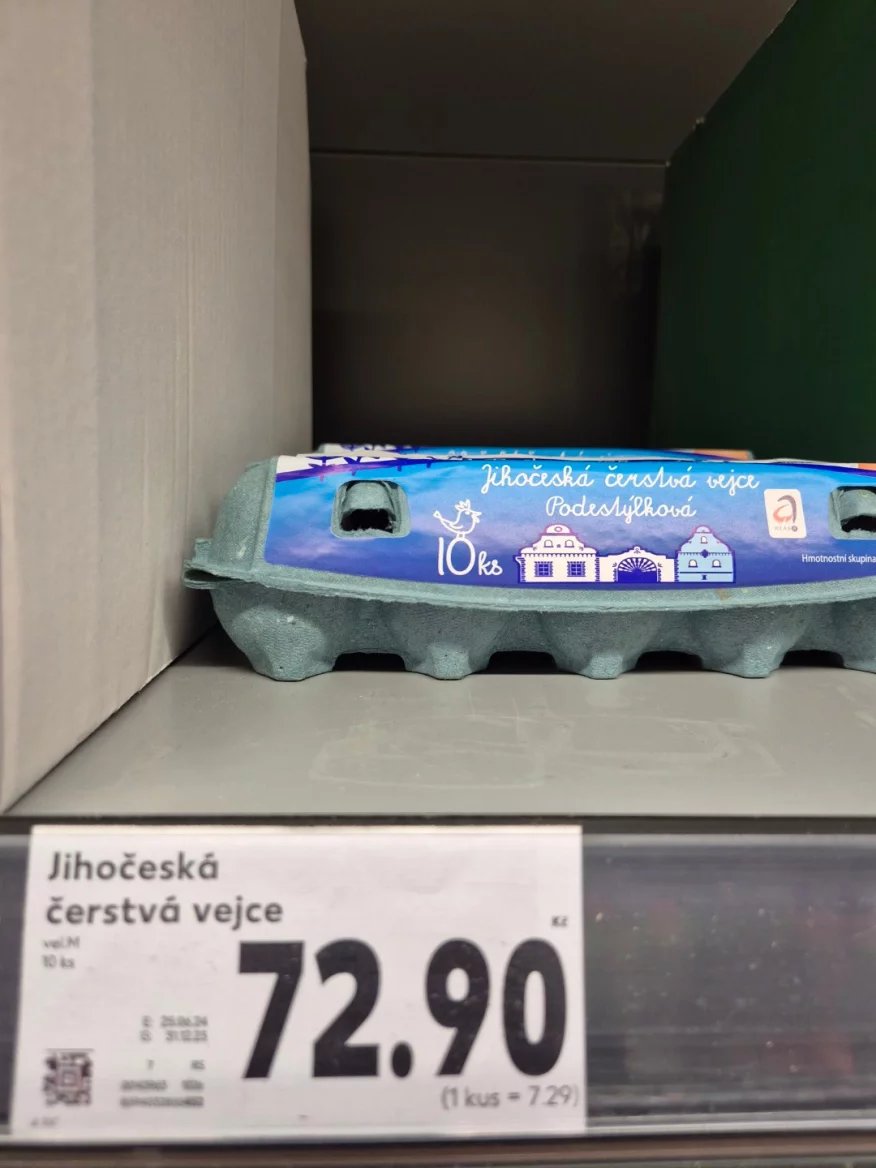 Jihočeská čerstvá vejce
Podestýlková
10ks
Hmotnostní skupina
Jihočeská
čerstvá vejce
Kč
vel.M
10 ks
72.90
(1 kus = 7.29)